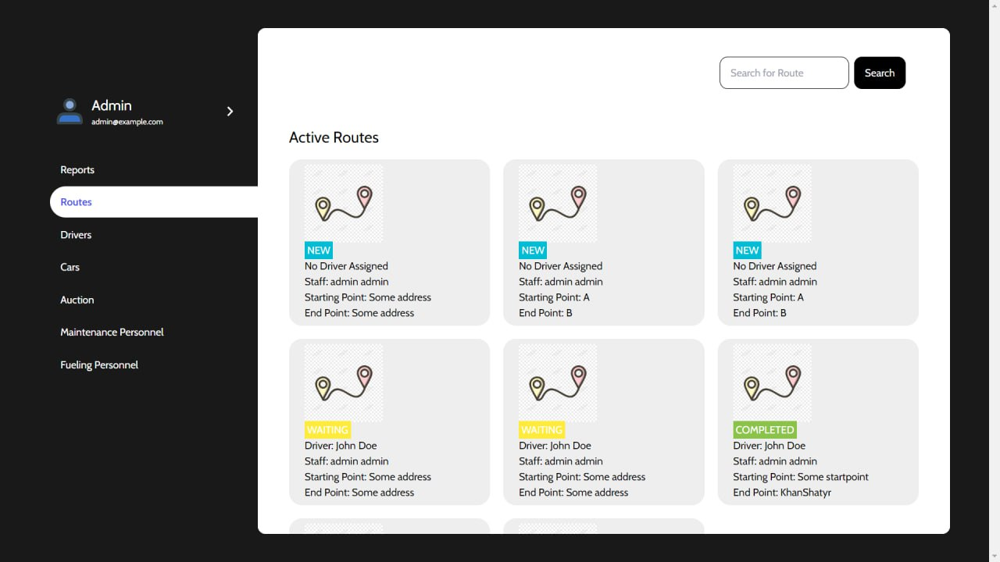 Admin
admin@example.com
Reports
Routes
Drivers
Cars
Auction
Maintenance Personnel
Fueling Personnel
Search for Route
Search
Active Routes
NEW
No Driver Assigned
Staff: admin admin
Starting Point: Some address
End Point: Some address
NEW
No Driver Assigned
Staff: admin admin
Starting Point: A
End Point: B
NEW
No Driver Assigned
Staff: admin admin
Starting Point: A
End Point: B
WAITING
Driver: John Doe
Staff: admin admin
Starting Point: Some address
End Point: Some address
WAITING
Driver: John Doe
Staff: admin admin
Starting Point: Some address
End Point: Some address
COMPLETED
Driver: John Doe
Staff: admin admin
Starting Point: Some startpoint
End Point: KhanShatyr